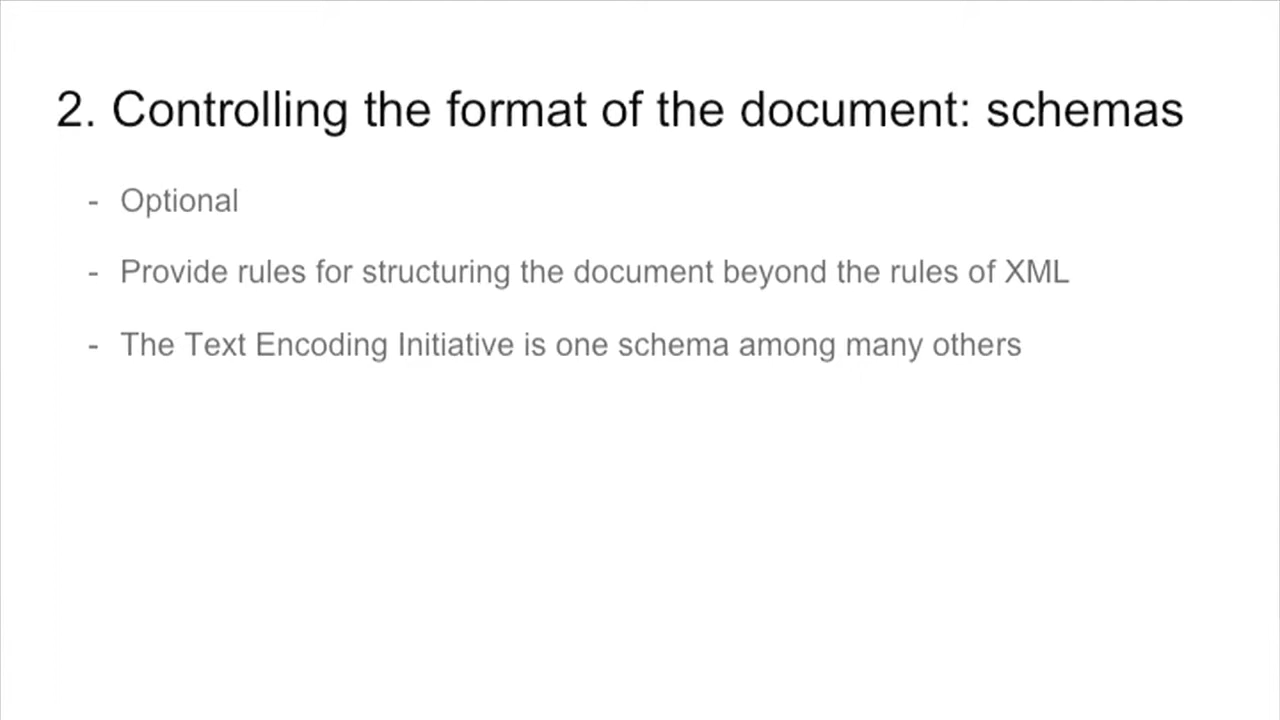 2. Controlling the format of the document: schemas
- Optional
- Provide rules for structuring the document beyond the rules of XML
- The Text Encoding Initiative is one schema among many others